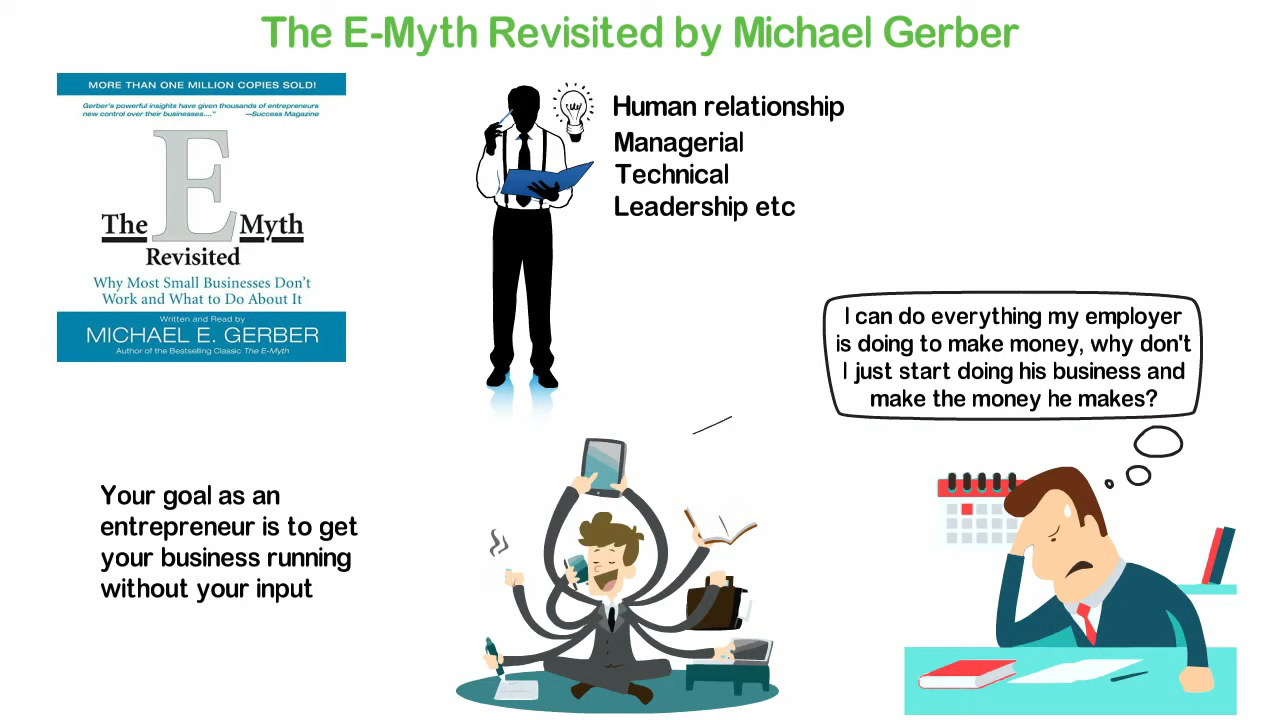 The E-Myth Revisited by Michael Gerber
MORE THAN ONE MILLION COPIES SOLD!
Gerber's powerful insights have given thousands of entrepreneurs
new control over their businesses...." —Success Magazine
The E Myth
Revisited
Why Most Small Businesses Don't
Work and What to Do About It
Written and Read by
MICHAEL E. GERBER
Author of the Bestselling Classic The E-Myth
Human relationship
Managerial
Technical
Leadership etc
I can do everything my employer
is doing to make money, why don't
I just start doing his business and
make the money he makes?
Your goal as an
entrepreneur is to get
your business running
without your input